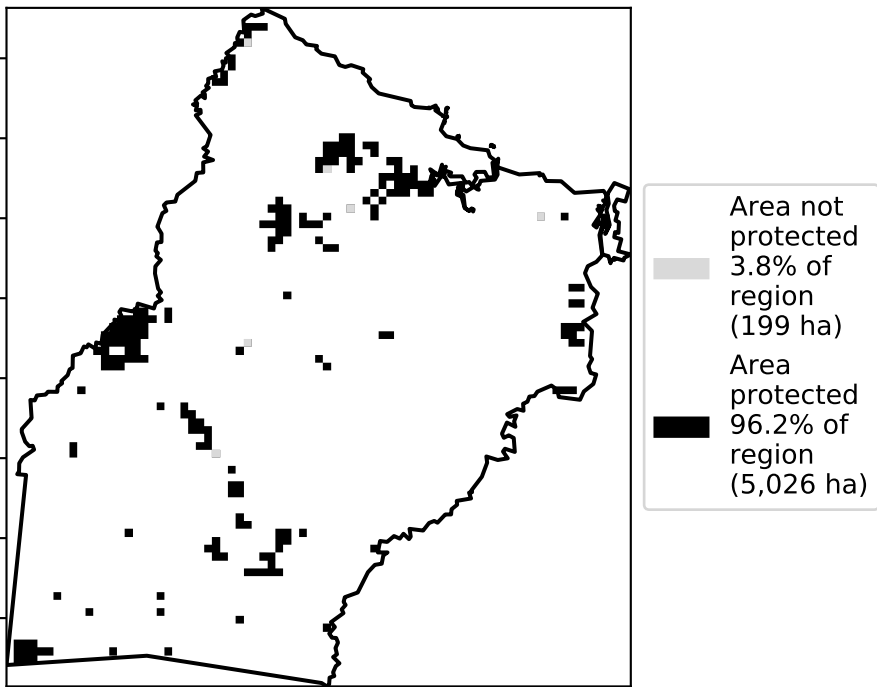 Area not
protected
3.8% of
region
(199 ha)
Area
protected
96.2% of
region
(5,026 ha)